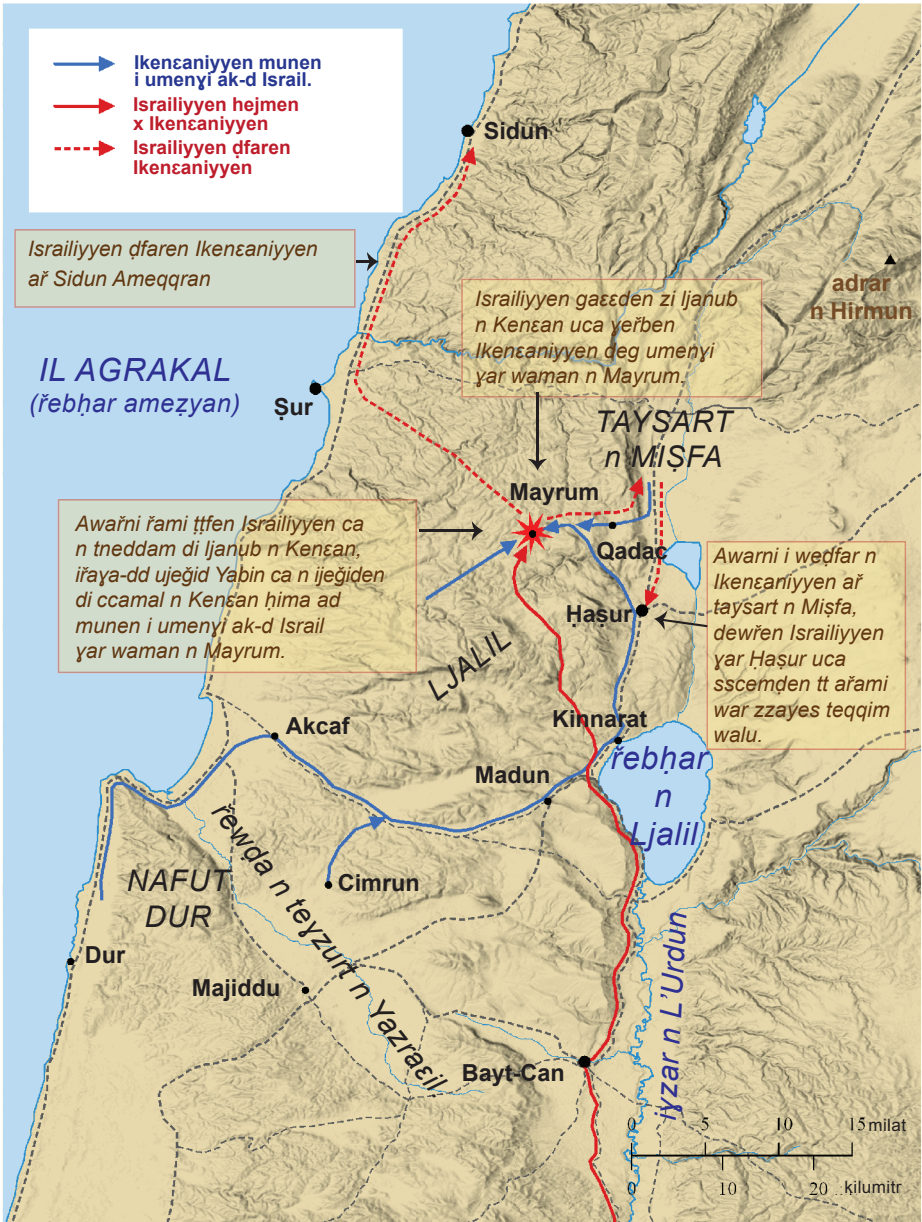 Ikenɛaniyyen munen
i umenɣi ak-d Israil.
Israiliyyen hejmen
x Ikenɛaniyyen
Israiliyyen ḍfaren
Ikenɛaniyyen
Sidun
Israiliyyen ḍfaren Ikenɛaniyyen
ař Sidun Ameqqran
adrar
n Hirmun
Israiliyyen gaɛɛden zi ljanub
n Kenɛan uca ɣeřben
Ikenɛaniyyen deg umenɣi
ɣar waman n Mayrum.
IL AGRAKAL
(řebḥar ameẓyan)
Ṣur
TAYSART
n MIṢFA
Mayrum
Awařni řami ṭṭfen Israiliyyen ca
n tneddam di ljanub n Kenɛan,
iřaɣa-dd ujeğid Yabin ca n ijeğiden
di ccamal n Kenɛan ḥima ad
munen i umenɣi ak-d Israil
ɣar waman n Mayrum.
Qadac
Awarni i weḍfar n
Ikenɛaniyyen ař
taysart n Miṣfa,
dewřen Israiliyyen
ɣar Ḥaṣur uca
sscemḍen tt ařami
war zzayes teqqim
walu.
Ḥaṣur
LJALIL
Kinnarat
Akcaf
řebḥar
n
Ljalil
Madun
řewḍa n teɣzurt n Yazraɛil
NAFUT
DUR
Cimrun
Dur
Majiddu
iɣzar n L'Urdun
Bayt-Can
0 5 10 15 milat
0 10 20 kilumitr